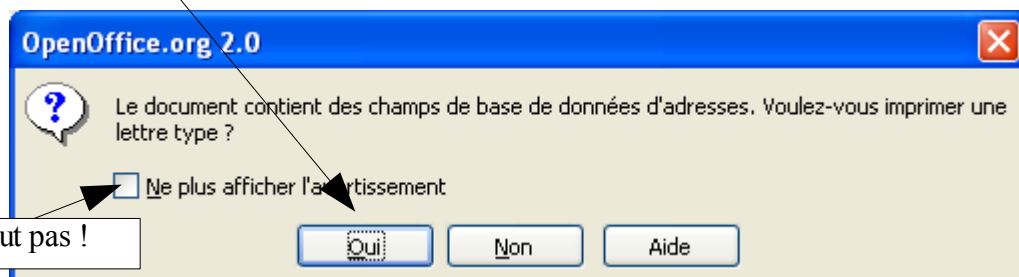 OpenOffice.org 2.0
Le document contient des champs de base de données d'adresses. Voulez-vous imprimer une
lettre type ?
Ne plus afficher l'avertissement
ut pas !
Oui Non Aide